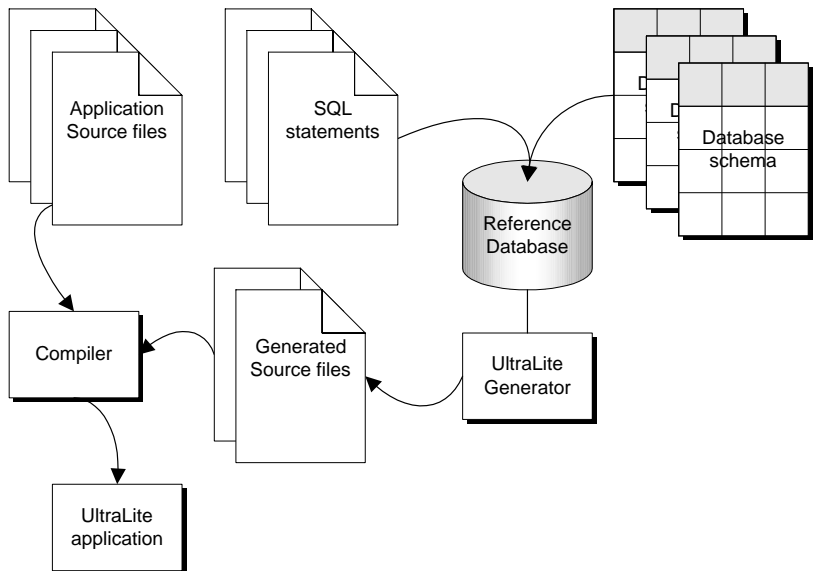 Application
Source files
SQL
statements
D
D
Database
schema
Reference
Database
Compiler
Generated
Source files
UltraLite
Generator
UltraLite
application